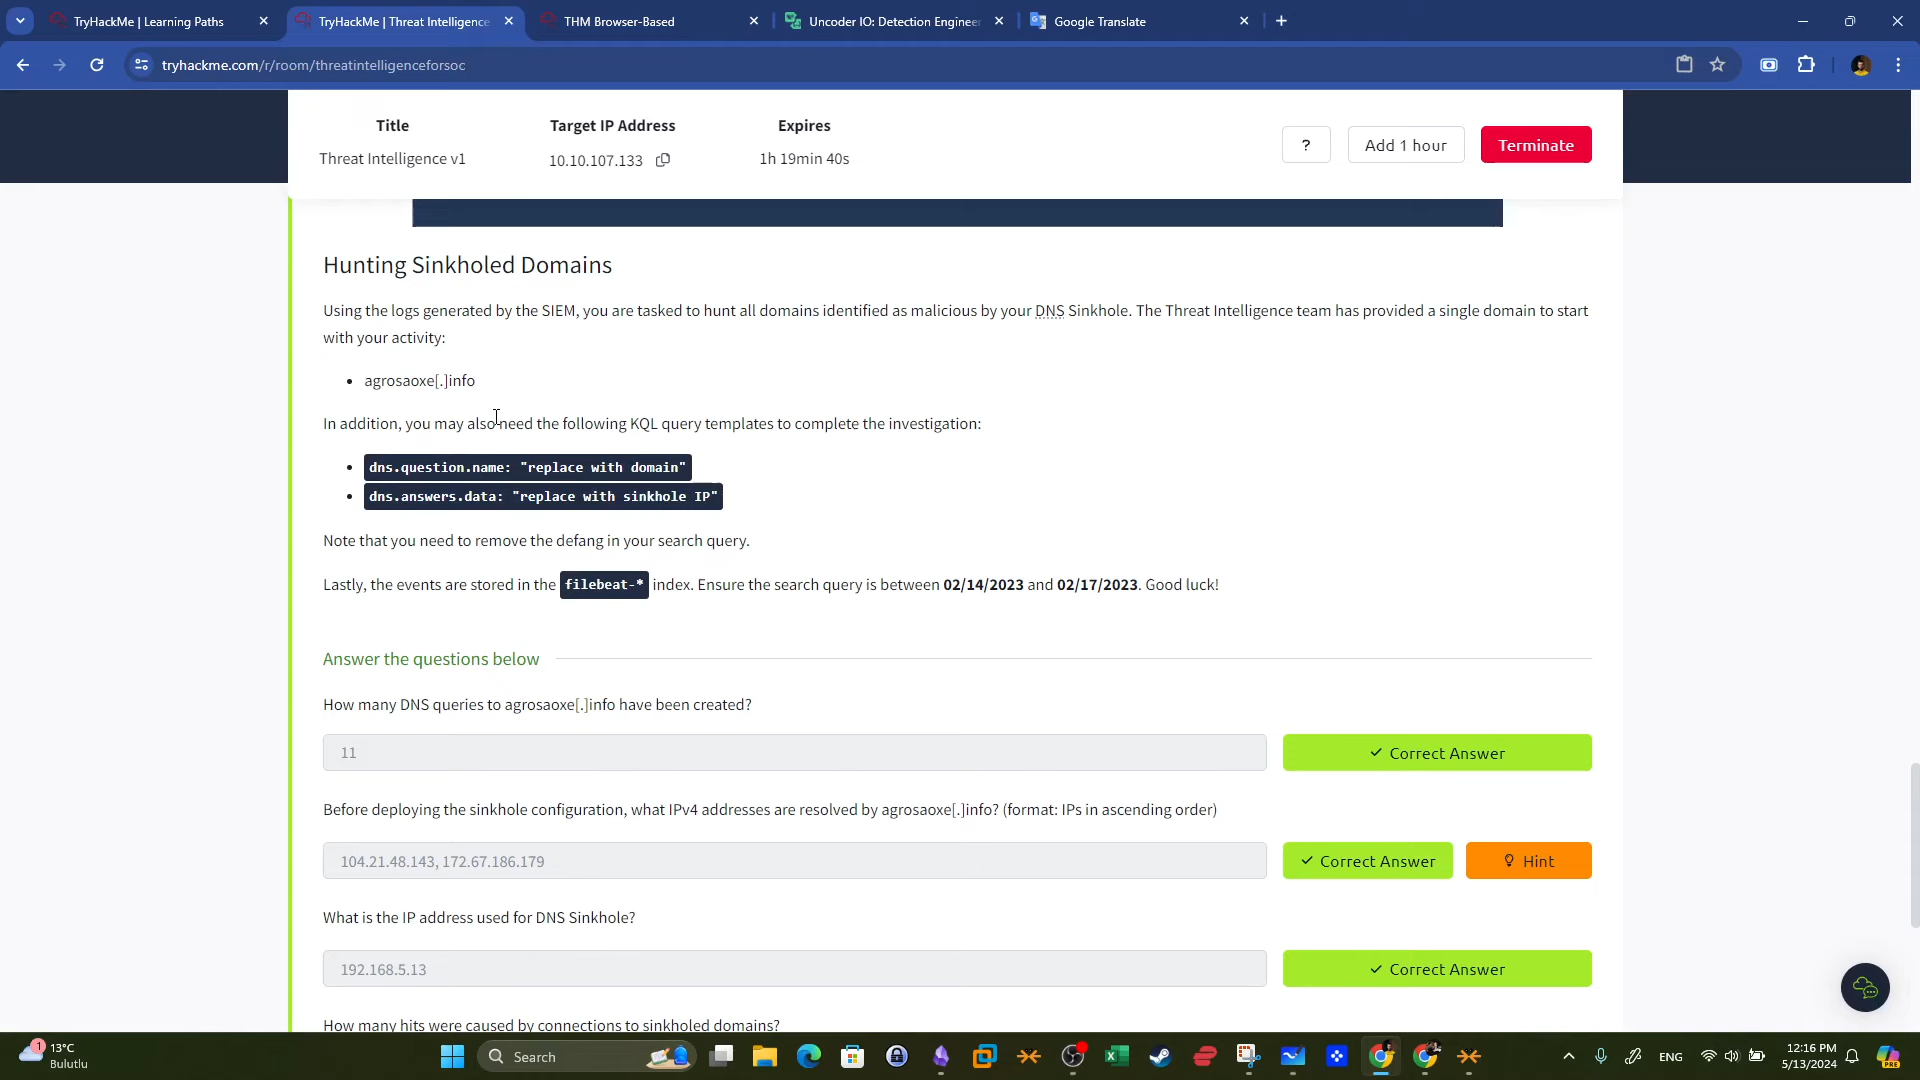 TryHackMe | Learning Paths
TryHackMe | Threat Intelligence
THM Browser-Based
Uncoder IO: Detection Engineer
Google Translate
tryhackme.com/r/room/threatintelligenceforsoc
Title
Target IP Address
Expires
Threat Intelligence v1
10.10.107.133
1h 19min 40s
?
Add 1 hour
Terminate
Hunting Sinkholed Domains
Using the logs generated by the SIEM, you are tasked to hunt all domains identified as malicious by your DNS Sinkhole. The Threat Intelligence team has provided a single domain to start
with your activity:
• agrosaoxe[.]info
In addition, you may also need the following KQL query templates to complete the investigation:
• dns.question.name: "replace with domain"
• dns.answers.data: "replace with sinkhole IP"
Note that you need to remove the defang in your search query.
Lastly, the events are stored in the filebeat-* index. Ensure the search query is between 02/14/2023 and 02/17/2023. Good luck!
Answer the questions below
How many DNS queries to agrosaoxe[.]info have been created?
11
✓ Correct Answer
Before deploying the sinkhole configuration, what IPv4 addresses are resolved by agrosaoxe[.]info? (format: IPs in ascending order)
104.21.48.143, 172.67.186.179
✓ Correct Answer
Hint
What is the IP address used for DNS Sinkhole?
192.168.5.13
✓ Correct Answer
How many hits were caused by connections to sinkholed domains?
1
13°C
Bulutlu
Search
ENG
12:16 PM
5/13/2024
PRE